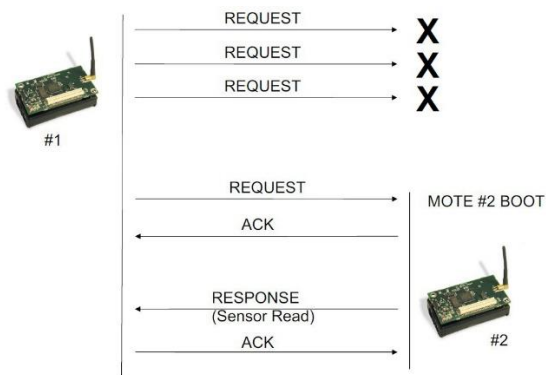 REQUEST
X
REQUEST
X
REQUEST
X
#1
REQUEST
MOTE #2 BOOT
ACK
RESPONSE
(Sensor Read)
#2
ACK